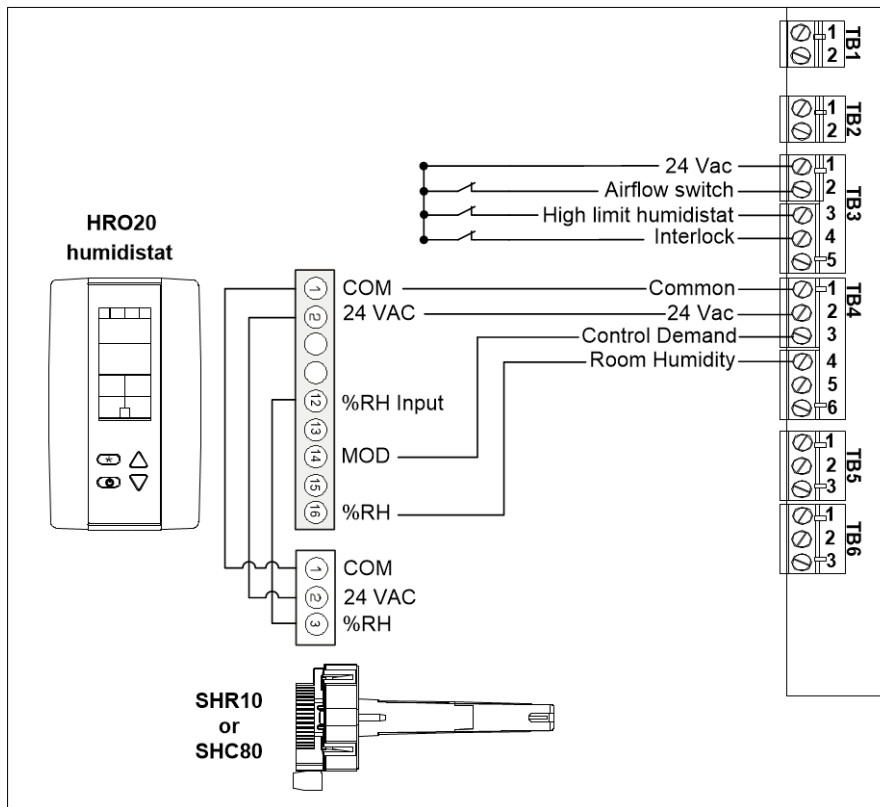 1
2
TB1
1
2
TB2
24 Vac 1
Airflow switch 2
High limit humidistat 3
Interlock 4
5
TB3
HRO20
humidistat
1 COM Common 1
2 24 VAC 24 Vac 2
Control Demand 3
Room Humidity 4
5
6
TB4
12 %RH Input
13
14 MOD
15
16 %RH
1
2
3
TB5
1
2
3
TB6
1 COM
2 24 VAC
3 %RH
SHR10
or
SHC80